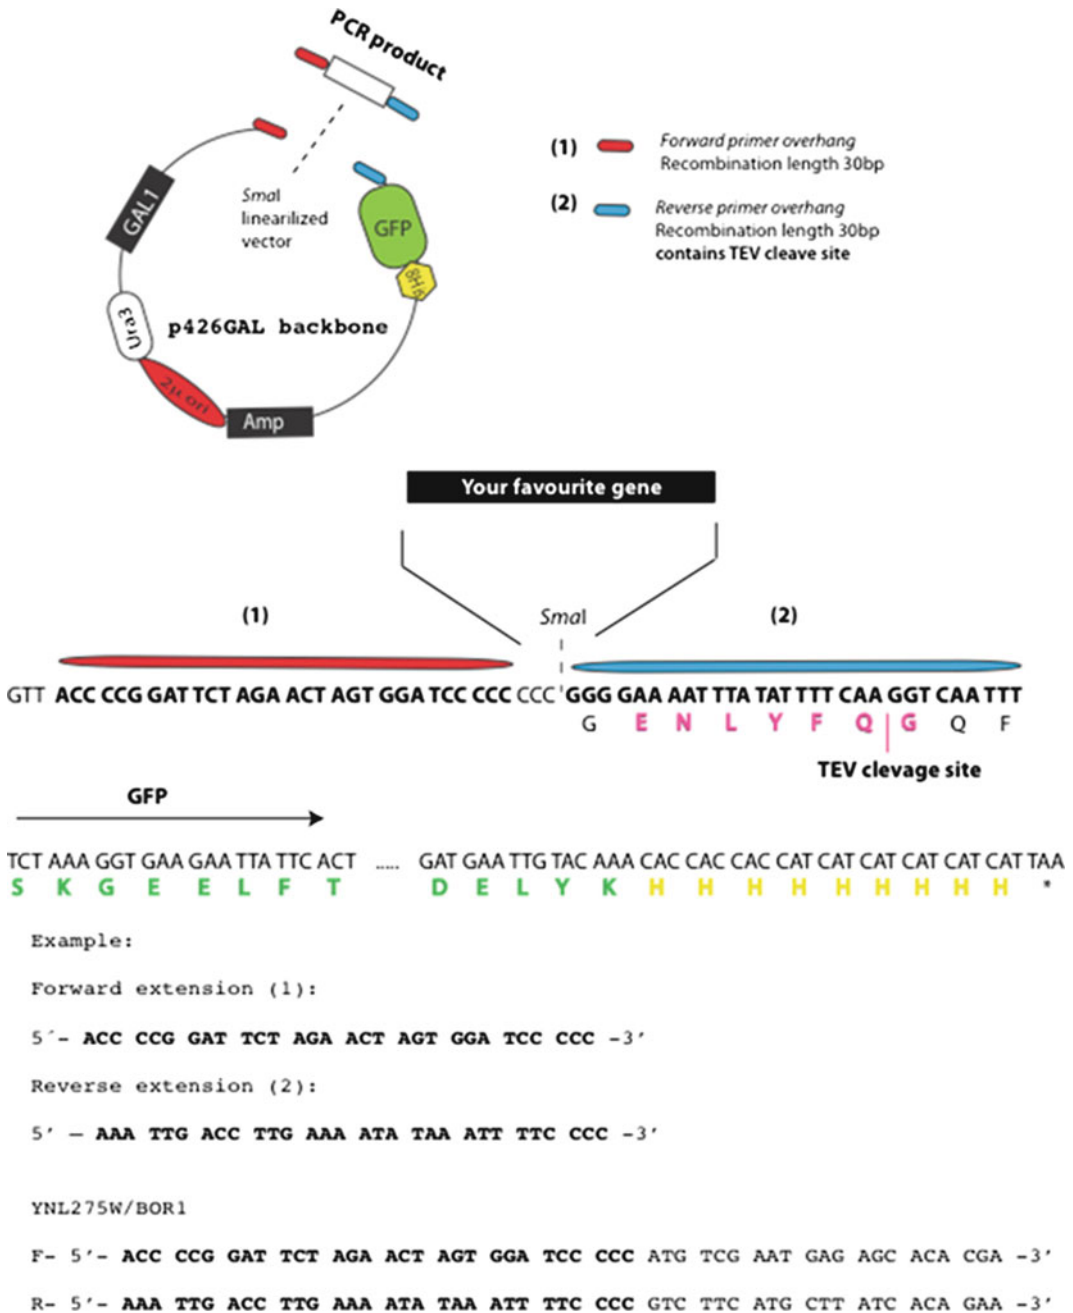 PCR product
(1) Forward primer overhang
Recombination length 30bp
(2) Reverse primer overhang
Recombination length 30bp
contains TEV cleave site
SmaI
linearilized
vector
GAL1
GFP
8His
Ura3
p426GAL backbone
2µ ori
Amp
Your favourite gene
(1) SmaI (2)
GTT ACC CCG GAT TCT AGA ACT AGT GGA TCC CCC CCC GGG GAA AAT TTA TAT TTT CAA GGT CAA TTT
G E N L Y F Q G Q F
TEV clevage site
GFP
TCT AAA GGT GAA GAA TTA TTC ACT ..... GAT GAA TTG TAC AAA CAC CAC CAC CAT CAT CAT CAT CAT CAT TAA
S K G E E L F T D E L Y K H H H H H H H H H *
Example:
Forward extension (1):
5´- ACC CCG GAT TCT AGA ACT AGT GGA TCC CCC -3'
Reverse extension (2):
5' – AAA TTG ACC TTG AAA ATA TAA ATT TTC CCC -3'
YNL275W/BOR1
F- 5'- ACC CCG GAT TCT AGA ACT AGT GGA TCC CCC ATG TCG AAT GAG AGC ACA CGA -3'
R- 5'- AAA TTG ACC TTG AAA ATA TAA ATT TTC CCC GTC TTC ATG CTT ATC ACA GAA -3'